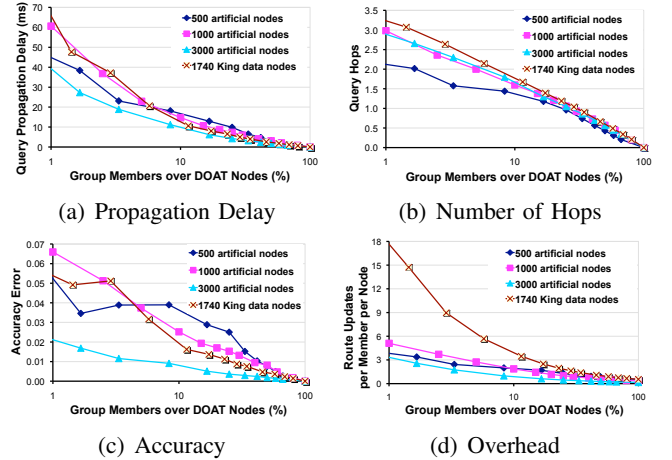 70
60
50
40
30
20
10
0
Query Propagation Delay (ms)
500 artificial nodes
1000 artificial nodes
3000 artificial nodes
1740 King data nodes
1 10 100
Group Members over DOAT Nodes (%)
(a) Propagation Delay
3.5
3.0
2.5
2.0
1.5
1.0
0.5
0.0
Query Hops
500 artificial nodes
1000 artificial nodes
3000 artificial nodes
1740 King data nodes
1 10 100
Group Members over DOAT Nodes (%)
(b) Number of Hops
0.07
0.06
0.05
0.04
0.03
0.02
0.01
0.00
Accuracy Error
500 artificial nodes
1000 artificial nodes
3000 artificial nodes
1740 King data nodes
1 10 100
Group Members over DOAT Nodes (%)
(c) Accuracy
18
15
12
9
6
3
0
Route Updates
per Member per Node
500 artificial nodes
1000 artificial nodes
3000 artificial nodes
1740 King data nodes
1 10 100
Group Members over DOAT Nodes (%)
(d) Overhead